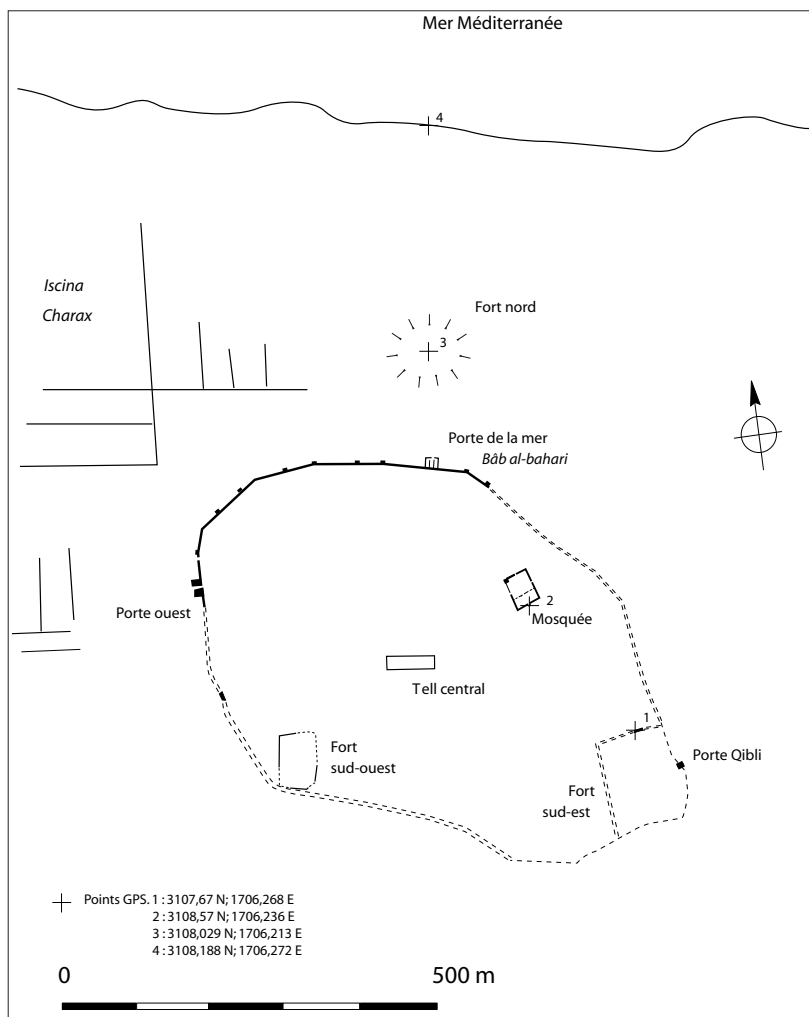 Mer Méditerranée
4
Iscina
Charax
Fort nord
3
Porte de la mer
Bâb al-bahari
Porte ouest
2
Mosquée
Tell central
1
Fort
sud-ouest
Porte Qibli
Fort
sud-est
Points GPS. 1 : 3107,67 N; 1706,268 E
2 : 3108,57 N; 1706,236 E
3 : 3108,029 N; 1706,213 E
4 : 3108,188 N; 1706,272 E
0 500 m